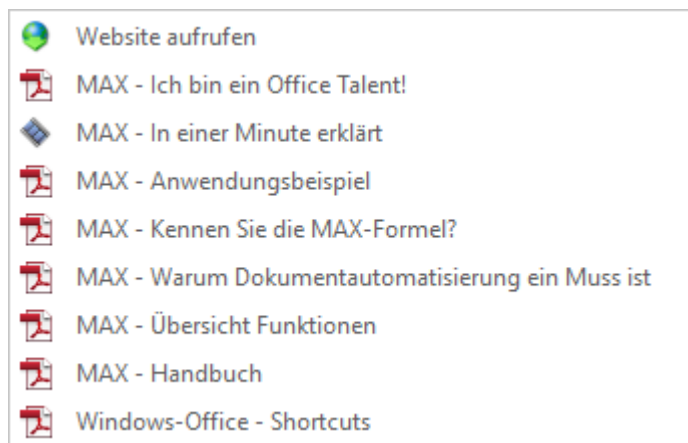 Website aufrufen
MAX - Ich bin ein Office Talent!
MAX - In einer Minute erklärt
MAX - Anwendungsbeispiel
MAX - Kennen Sie die MAX-Formel?
MAX - Warum Dokumentautomatisierung ein Muss ist
MAX - Übersicht Funktionen
MAX - Handbuch
Windows-Office - Shortcuts